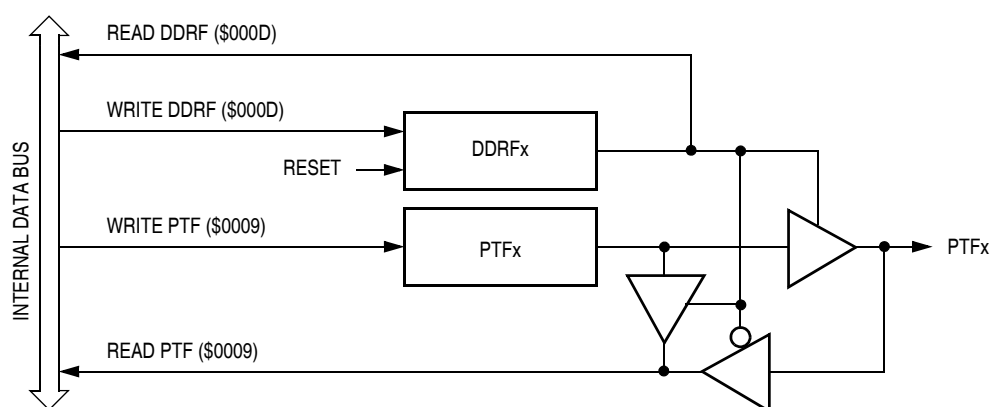 READ DDRF ($000D)
WRITE DDRF ($000D)
DDRFx
RESET
INTERNAL DATA BUS
WRITE PTF ($0009)
PTFx
PTFx
READ PTF ($0009)